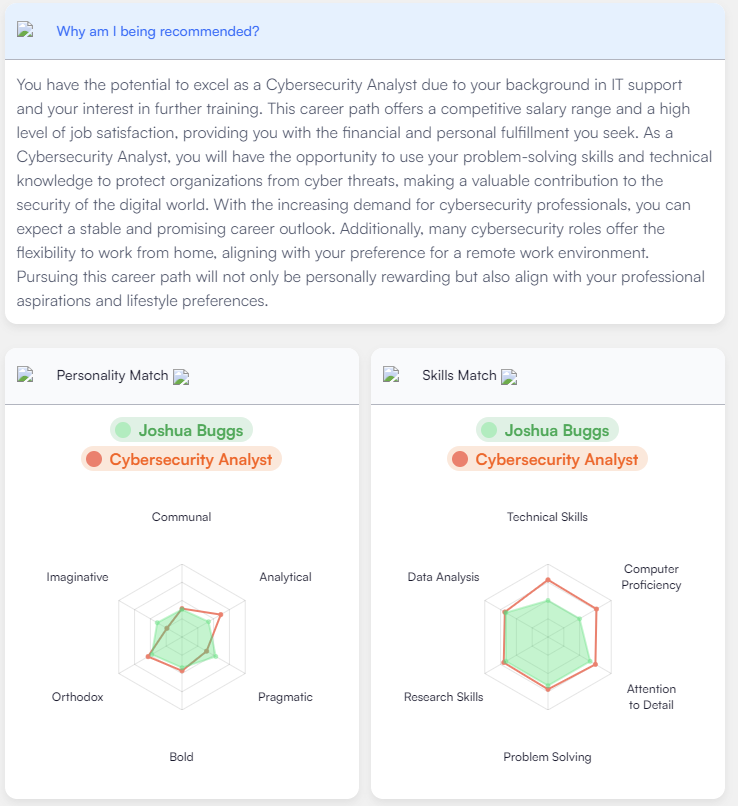 Why am I being recommended?
You have the potential to excel as a Cybersecurity Analyst due to your background in IT support
and your interest in further training. This career path offers a competitive salary range and a high
level of job satisfaction, providing you with the financial and personal fulfillment you seek. As a
Cybersecurity Analyst, you will have the opportunity to use your problem-solving skills and technical
knowledge to protect organizations from cyber threats, making a valuable contribution to the
security of the digital world. With the increasing demand for cybersecurity professionals, you can
expect a stable and promising career outlook. Additionally, many cybersecurity roles offer the
flexibility to work from home, aligning with your preference for a remote work environment.
Pursuing this career path will not only be personally rewarding but also align with your professional
aspirations and lifestyle preferences.
Personality Match
Joshua Buggs
Cybersecurity Analyst
Communal
Imaginative
Analytical
Orthodox
Pragmatic
Bold
Skills Match
Joshua Buggs
Cybersecurity Analyst
Technical Skills
Data Analysis
Computer
Proficiency
Research Skills
Attention
to Detail
Problem Solving